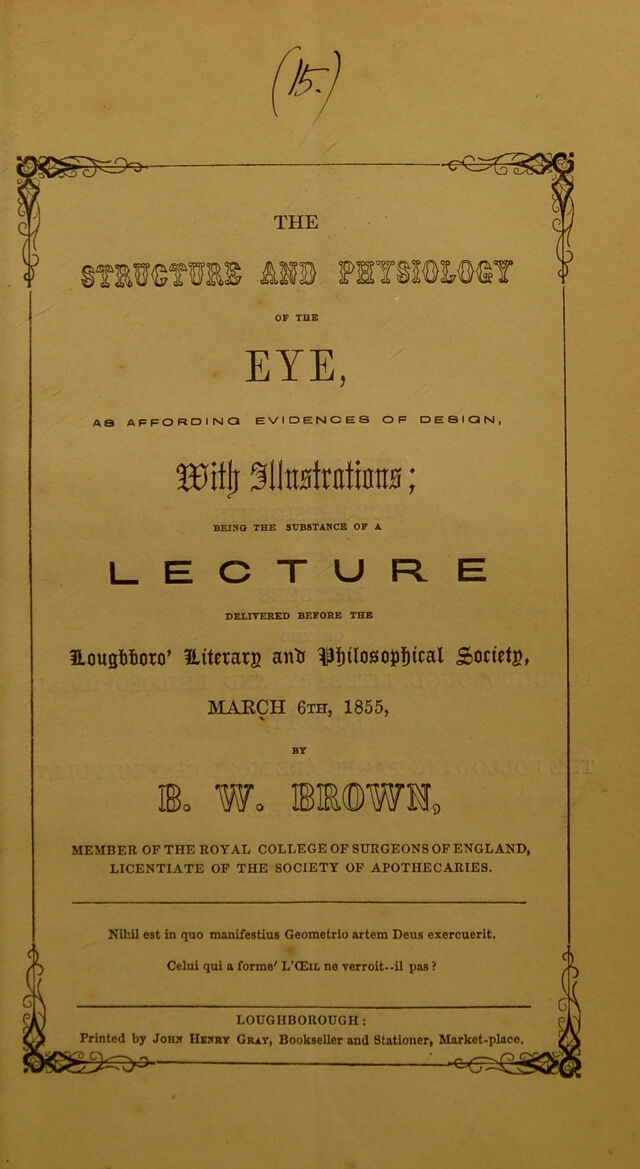 (15.)
THE
STRUCTURE AND PHYSIOLOGY
OF THE
EYE,
AS AFFORDING EVIDENCES OF DESIGN,
With Illustrations;
BEING THE SUBSTANCE OF A
LECTURE
DELIVERED BEFORE THE
Loughboro' Literary and Philosophical Society,
MARCH 6TH, 1855,
BY
B. W. BROWN,
MEMBER OF THE ROYAL COLLEGE OF SURGEONS OF ENGLAND,
LICENTIATE OF THE SOCIETY OF APOTHECARIES.
Nihil est in quo manifestius Geometrio artem Deus exercuerit.
Celui qui a forme' L'ŒIL ne verroit--il pas?
LOUGHBOROUGH:
Printed by JOHN HENRY GRAY, Bookseller and Stationer, Market-place.